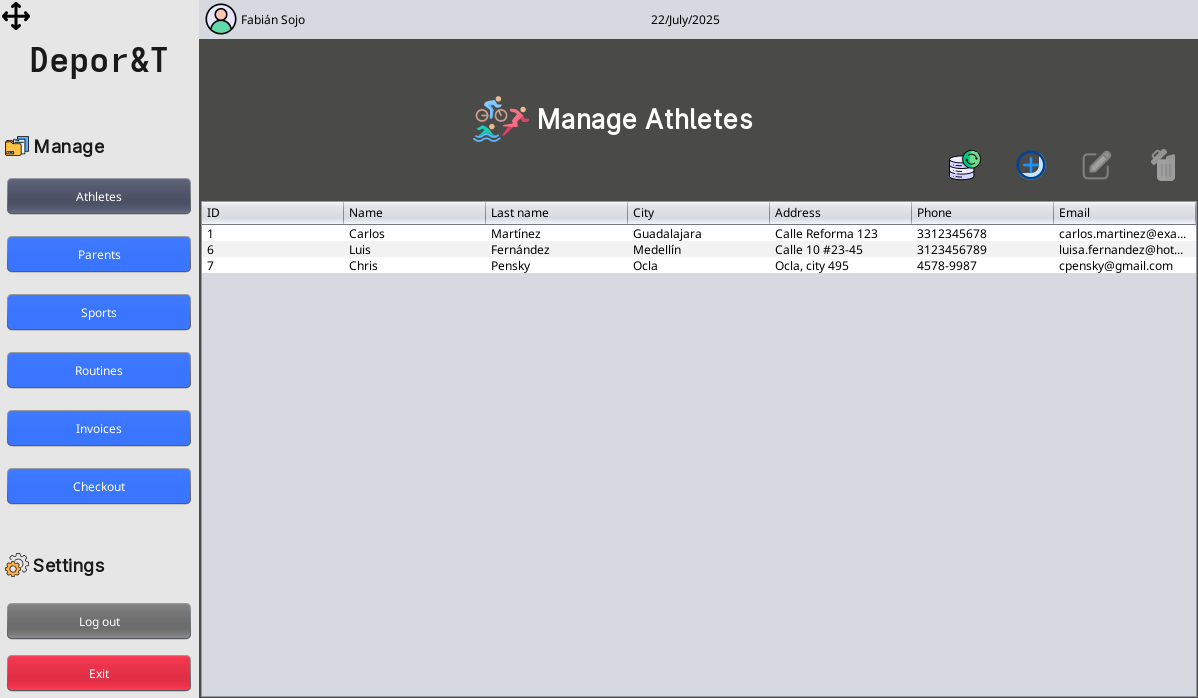 Depor&T
Fabián Sojo
22/July/2025
Manage
Athletes
Parents
Sports
Routines
Invoices
Checkout
Settings
Log out
Exit
Manage Athletes
ID Name Last name City Address Phone Email
1 Carlos Martínez Guadalajara Calle Reforma 123 3312345678 carlos.martinez@exa...
6 Luis Fernández Medellín Calle 10 #23-45 3123456789 luisa.fernandez@hot...
7 Chris Pensky Ocla Ocla, city 495 4578-9987 cpensky@gmail.com